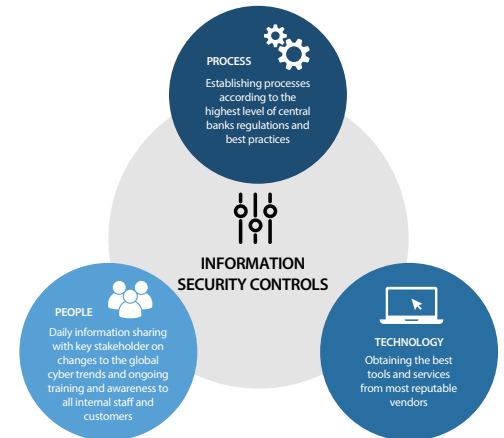 PROCESS
Establishing processes
according to the
highest level of central
banks regulations and
best practices
INFORMATION
SECURITY CONTROLS
PEOPLE
Daily information sharing
with key stakeholder on
changes to the global
cyber trends and ongoing
training and awareness to
all internal staff and
customers
TECHNOLOGY
Obtaining the best
tools and services
from most reputable
vendors